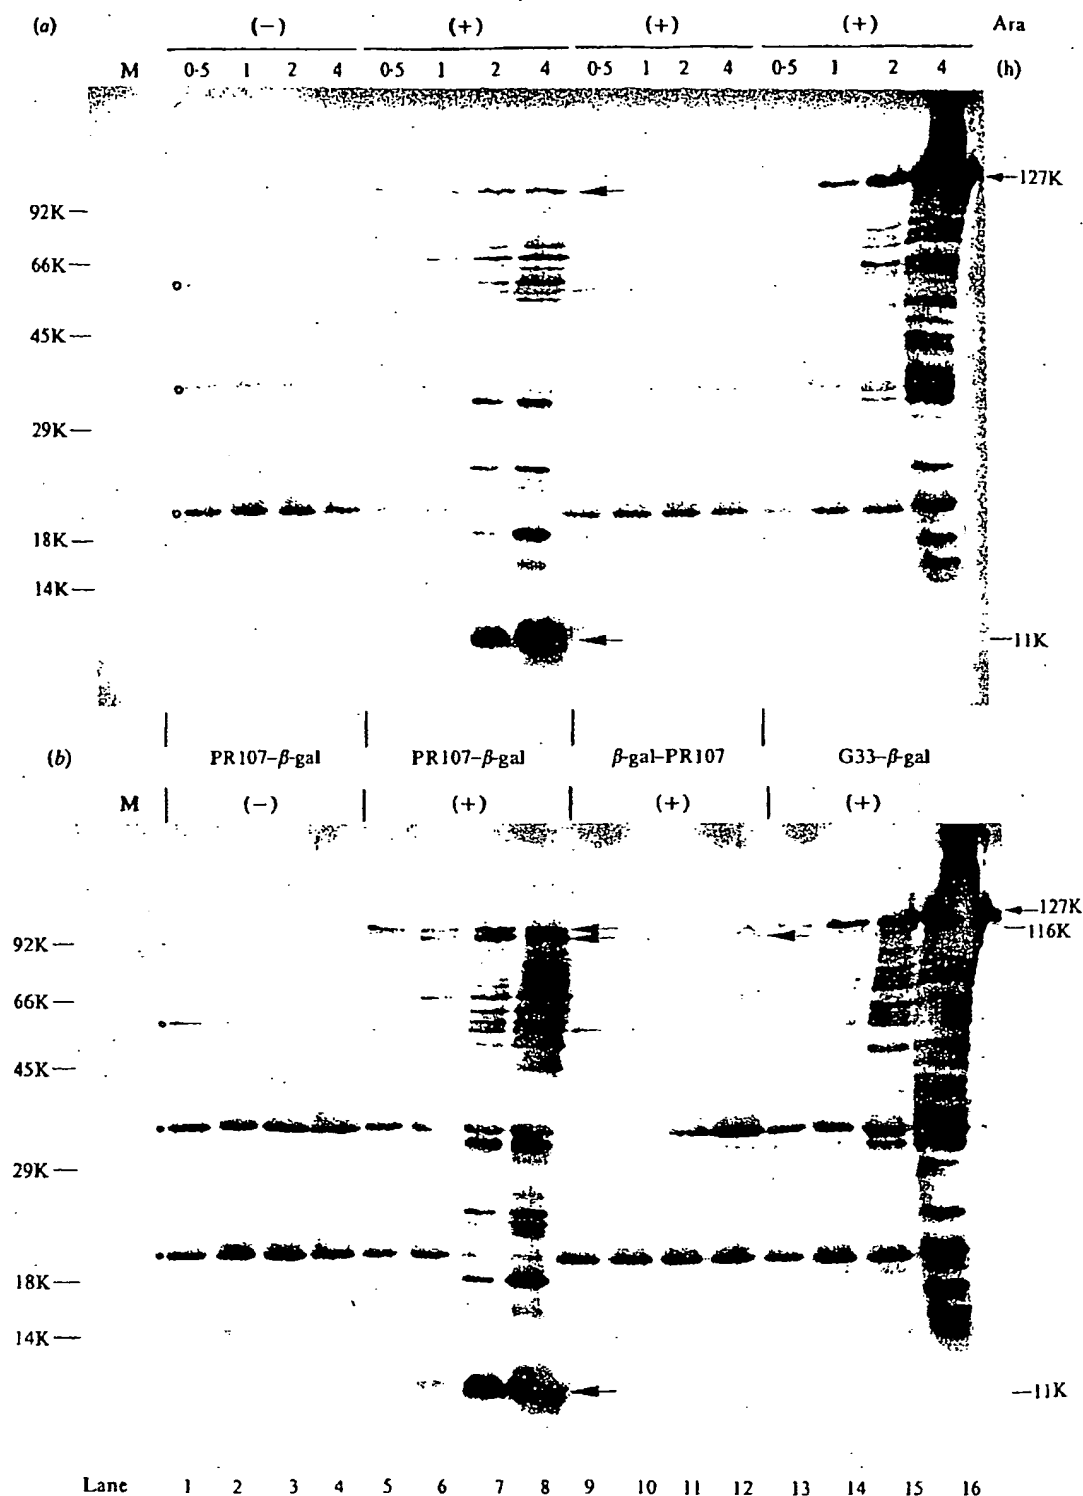 (a) (−) (+) (+) (+) Ara
M 0·5 1 2 4 0·5 1 2 4 0·5 1 2 4 0·5 1 2 4 (h)
127K
92K
66K
45K
29K
18K
14K
11K
(b) PR107–β-gal PR107–β-gal β-gal–PR107 G33–β-gal
M (−) (+) (+) (+)
127K
116K
92K
66K
45K
29K
18K
14K
11K
Lane 1 2 3 4 5 6 7 8 9 10 11 12 13 14 15 16